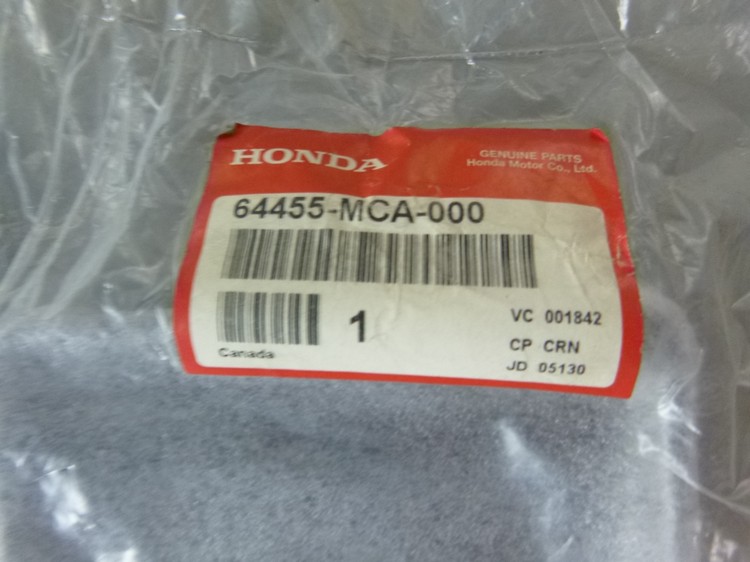 HONDA
GENUINE PARTS
Honda Motor Co., Ltd.
64455-MCA-000
1
VC 001842
Canada
CP CRN
JD 05130